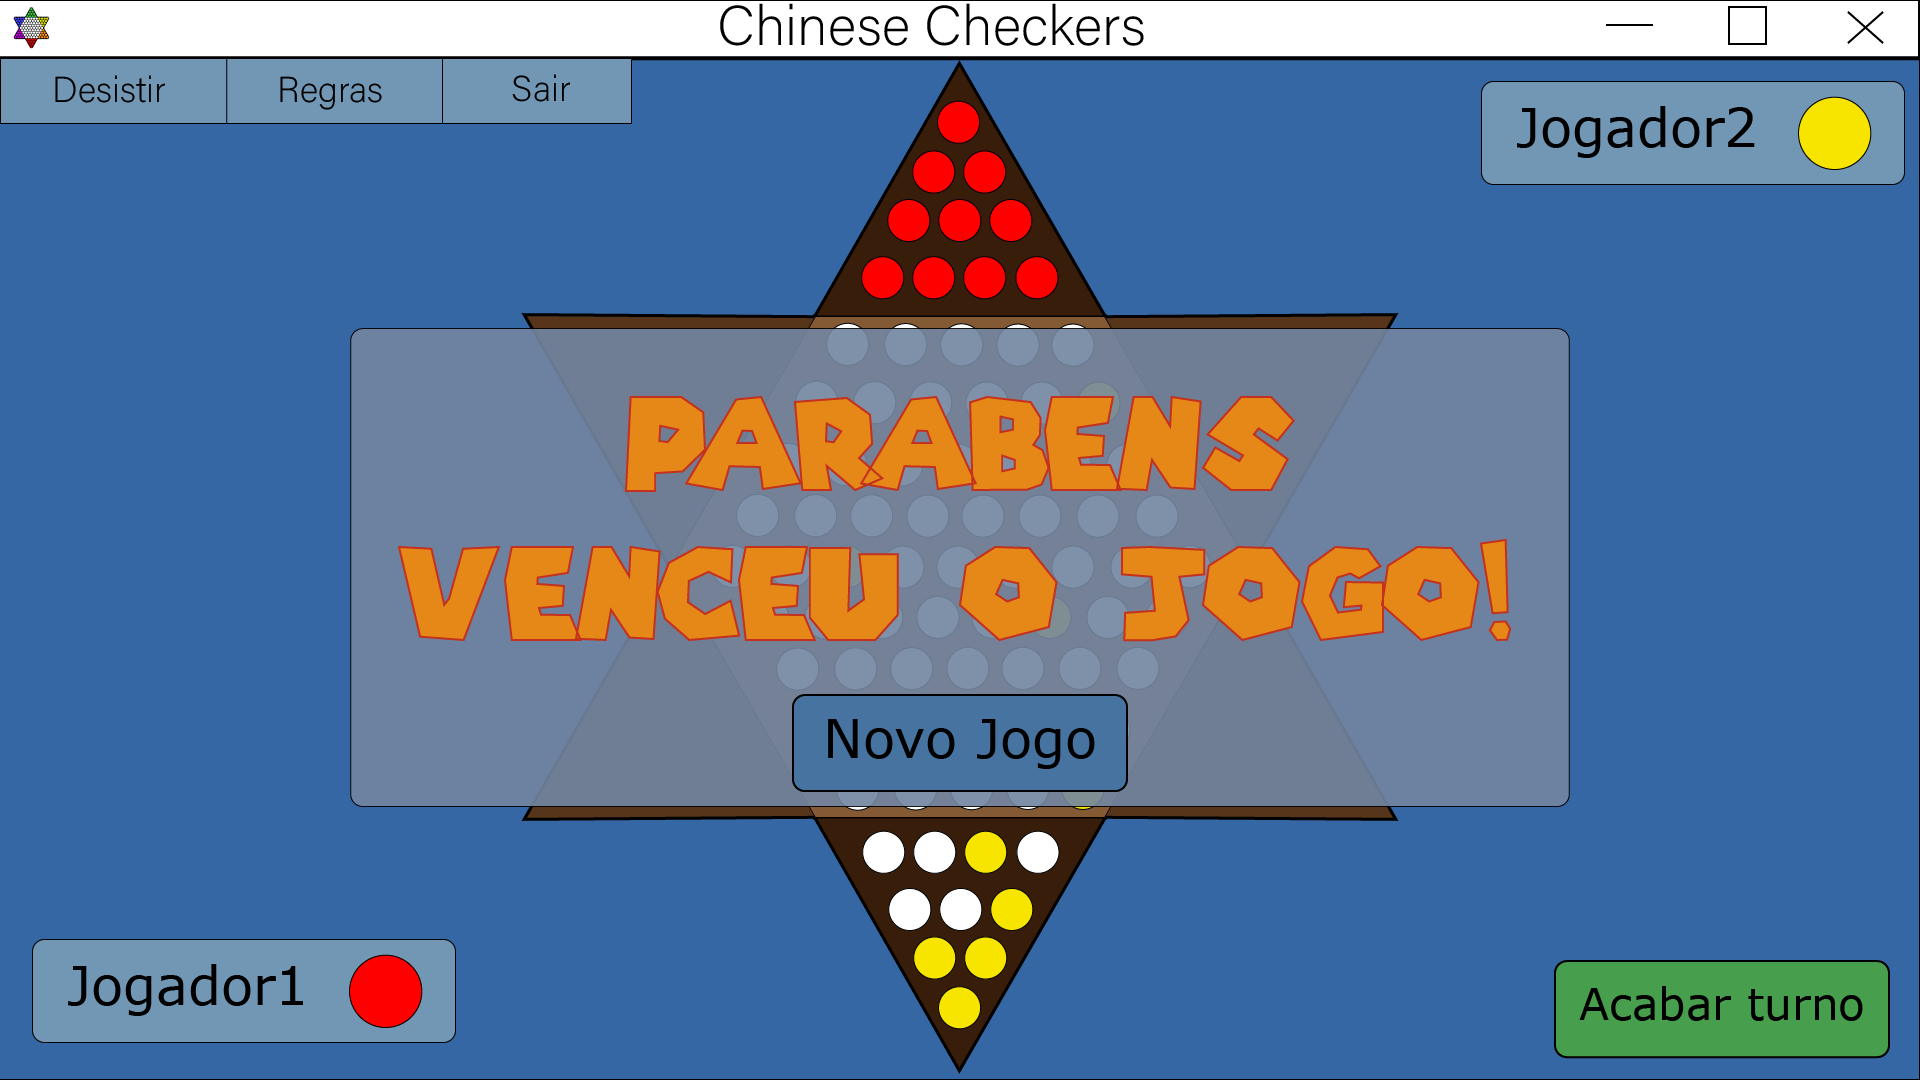 Chinese Checkers
Desistir Regras Sair
Jogador2
PARABENS
VENCEU O JOGO!
Novo Jogo
Jogador1
Acabar turno